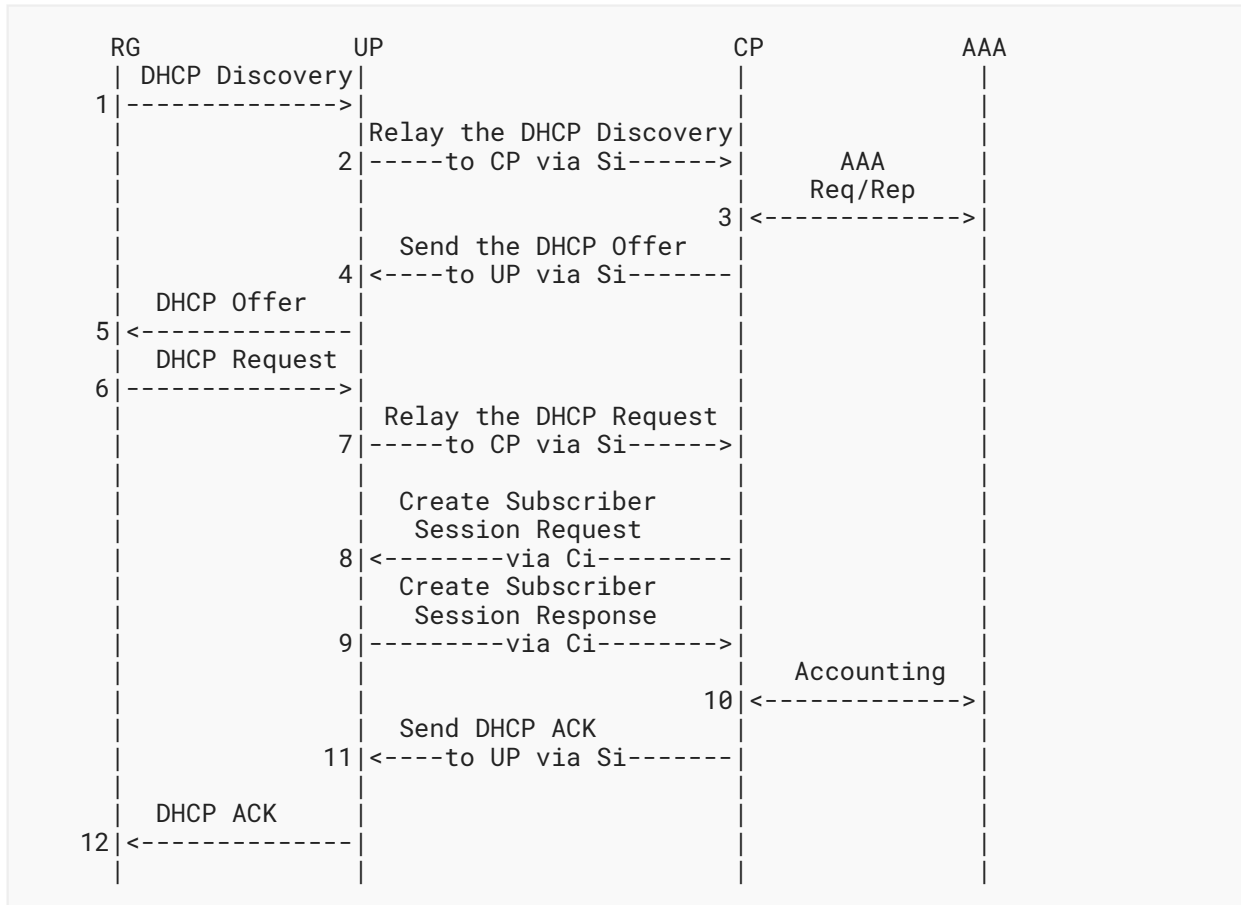 RG                  UP                             CP                 AAA
| DHCP Discovery|                             |                  |
1|-------------->|                             |                  |
|               |Relay the DHCP Discovery|                  |
2|-----to CP via Si------>|       AAA
|               |                        |     Req/Rep      |
3|<------------->|
|               |  Send the DHCP Offer   |                  |
4|<----to UP via Si-------|
|  DHCP Offer   |                        |                  |
5|<--------------|
|  DHCP Request |                        |                  |
6|-------------->|
|               | Relay the DHCP Request |                  |
7|-----to CP via Si------>|
|               |  Create Subscriber     |                  |
|               |   Session Request      |                  |
8|<--------via Ci---------|
|               |  Create Subscriber     |                  |
|               |   Session Response     |                  |
9|---------via Ci-------->|
|               |                        |   Accounting     |
10|<------------->|
|               |  Send DHCP ACK         |                  |
11|<----to UP via Si-------|
|  DHCP ACK     |                        |                  |
12|<--------------|